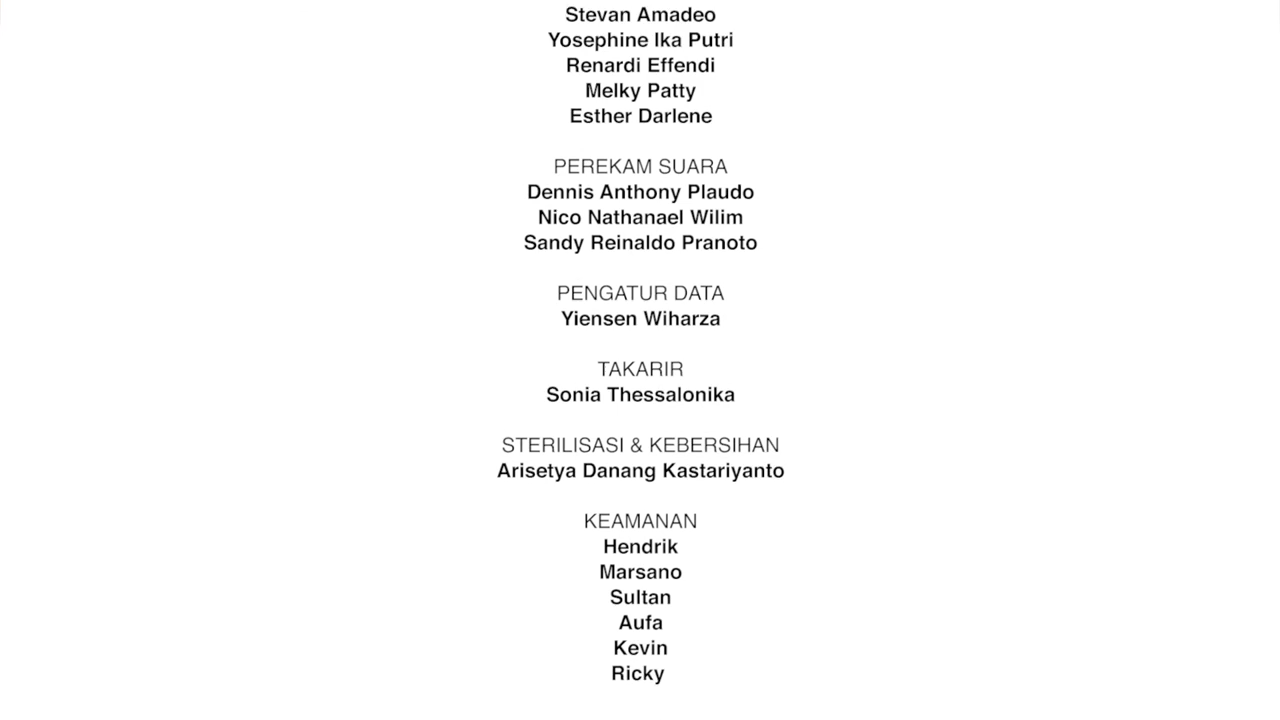 Stevan Amadeo
Yosephine Ika Putri
Renardi Effendi
Melky Patty
Esther Darlene
PEREKAM SUARA
Dennis Anthony Plaudo
Nico Nathanael Wilim
Sandy Reinaldo Pranoto
PENGATUR DATA
Yiensen Wiharza
TAKARIR
Sonia Thessalonika
STERILISASI & KEBERSIHAN
Arisetya Danang Kastariyanto
KEAMANAN
Hendrik
Marsano
Sultan
Aufa
Kevin
Ricky